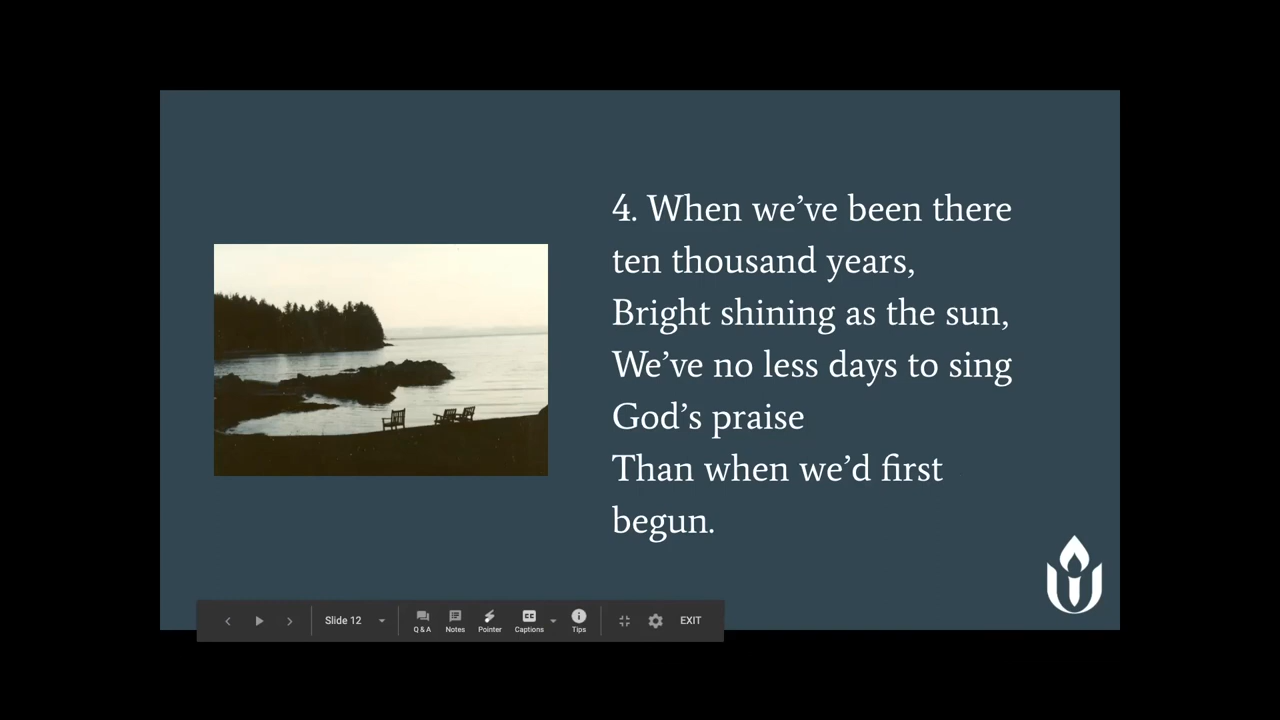 4. When we’ve been there
ten thousand years,
Bright shining as the sun,
We’ve no less days to sing
God’s praise
Than when we’d first
begun.
Slide 12
Q & A
Notes
Pointer
CC
Captions
Tips
EXIT